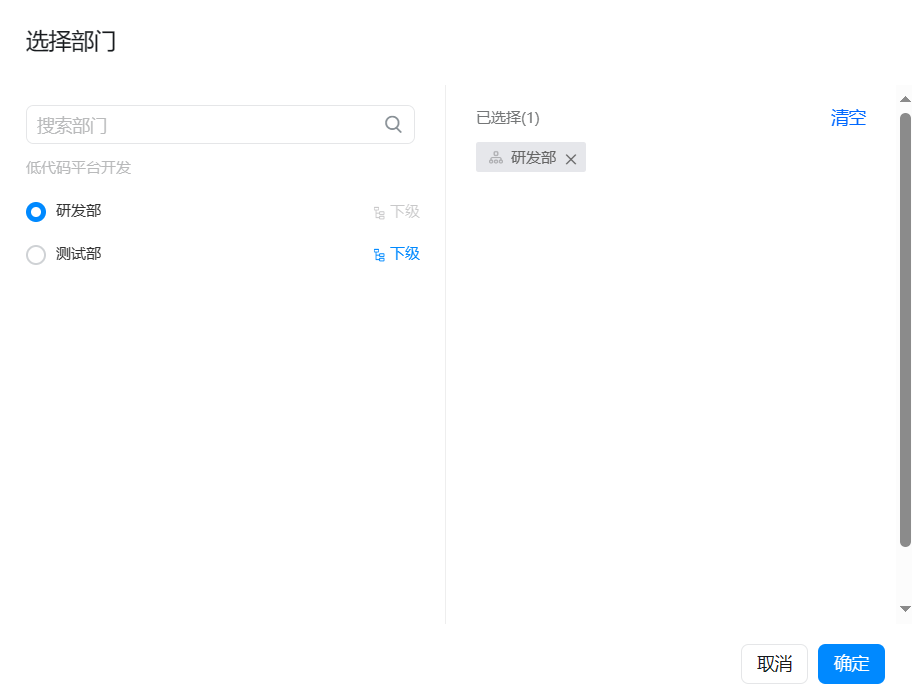 选择部门
搜索部门
低代码平台开发
研发部 下级
测试部 下级
已选择(1) 清空
研发部
取消 确定